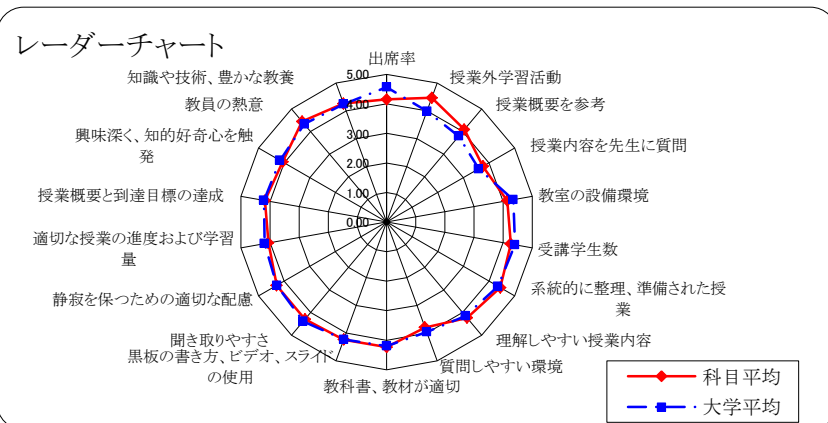 レーダーチャート
出席率
授業外学習活動
授業概要を参考
授業内容を先生に質問
教室の設備環境
受講学生数
系統的に整理、準備された授
業
理解しやすい授業内容
質問しやすい環境
教科書、教材が適切
黒板の書き方、ビデオ、スライド
の使用
聞き取りやすさ
静寂を保つための適切な配慮
適切な授業の進度および学習
量
授業概要と到達目標の達成
興味深く、知的好奇心を触
発
教員の熱意
知識や技術、豊かな教養
5.00
4.00
3.00
2.00
1.00
0.00
科目平均
大学平均